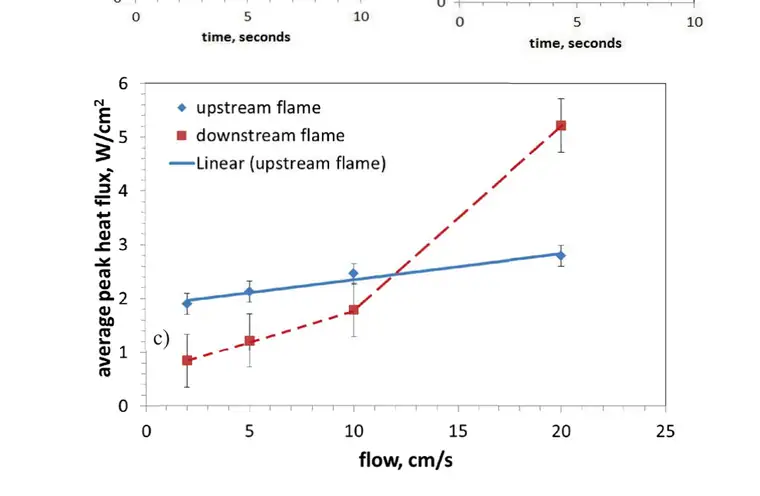 0 5 10 0 5 10
time, seconds time, seconds
6
upstream flame
5
downstream flame
Linear (upstream flame)
4
3
2
c)
1
0
average peak heat flux, W/cm²
0 5 10 15 20 25
flow, cm/s